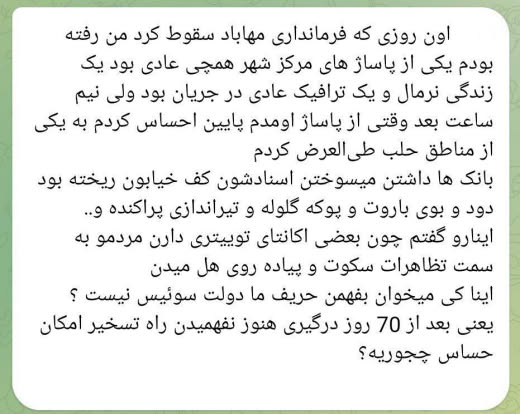 اون روزی که فرمانداری مهاباد سقوط کرد من رفته
بودم یکی از پاساژ های مرکز شهر همچی عادی بود یک
زندگی نرمال و یک ترافیک عادی در جریان بود ولی نیم
ساعت بعد وقتی از پاساژ اومدم پایین احساس کردم به یکی
از مناطق حلب طی‌العرض کردم
بانک ها داشتن میسوختن اسنادشون کف خیابون ریخته بود
دود و بوی باروت و پوکه گلوله و تیراندازی پراکنده و..
اینارو گفتم چون بعضی اکانتای توییتری دارن مردمو به
سمت تظاهرات سکوت و پیاده روی هل میدن
اینا کی میخوان بفهمن حریف ما دولت سوئیس نیست ؟
یعنی بعد از 70 روز درگیری هنوز نفهمیدن راه تسخیر امکان
حساس چجوریه؟